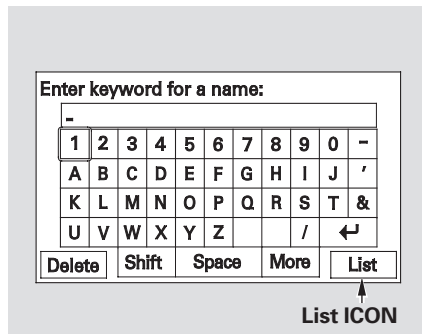 Enter keyword for a name:
-
1 2 3 4 5 6 7 8 9 0 -
A B C D E F G H I J '
K L M N O P Q R S T &
U V W X Y Z / ↵
Delete Shift Space More List
List ICON